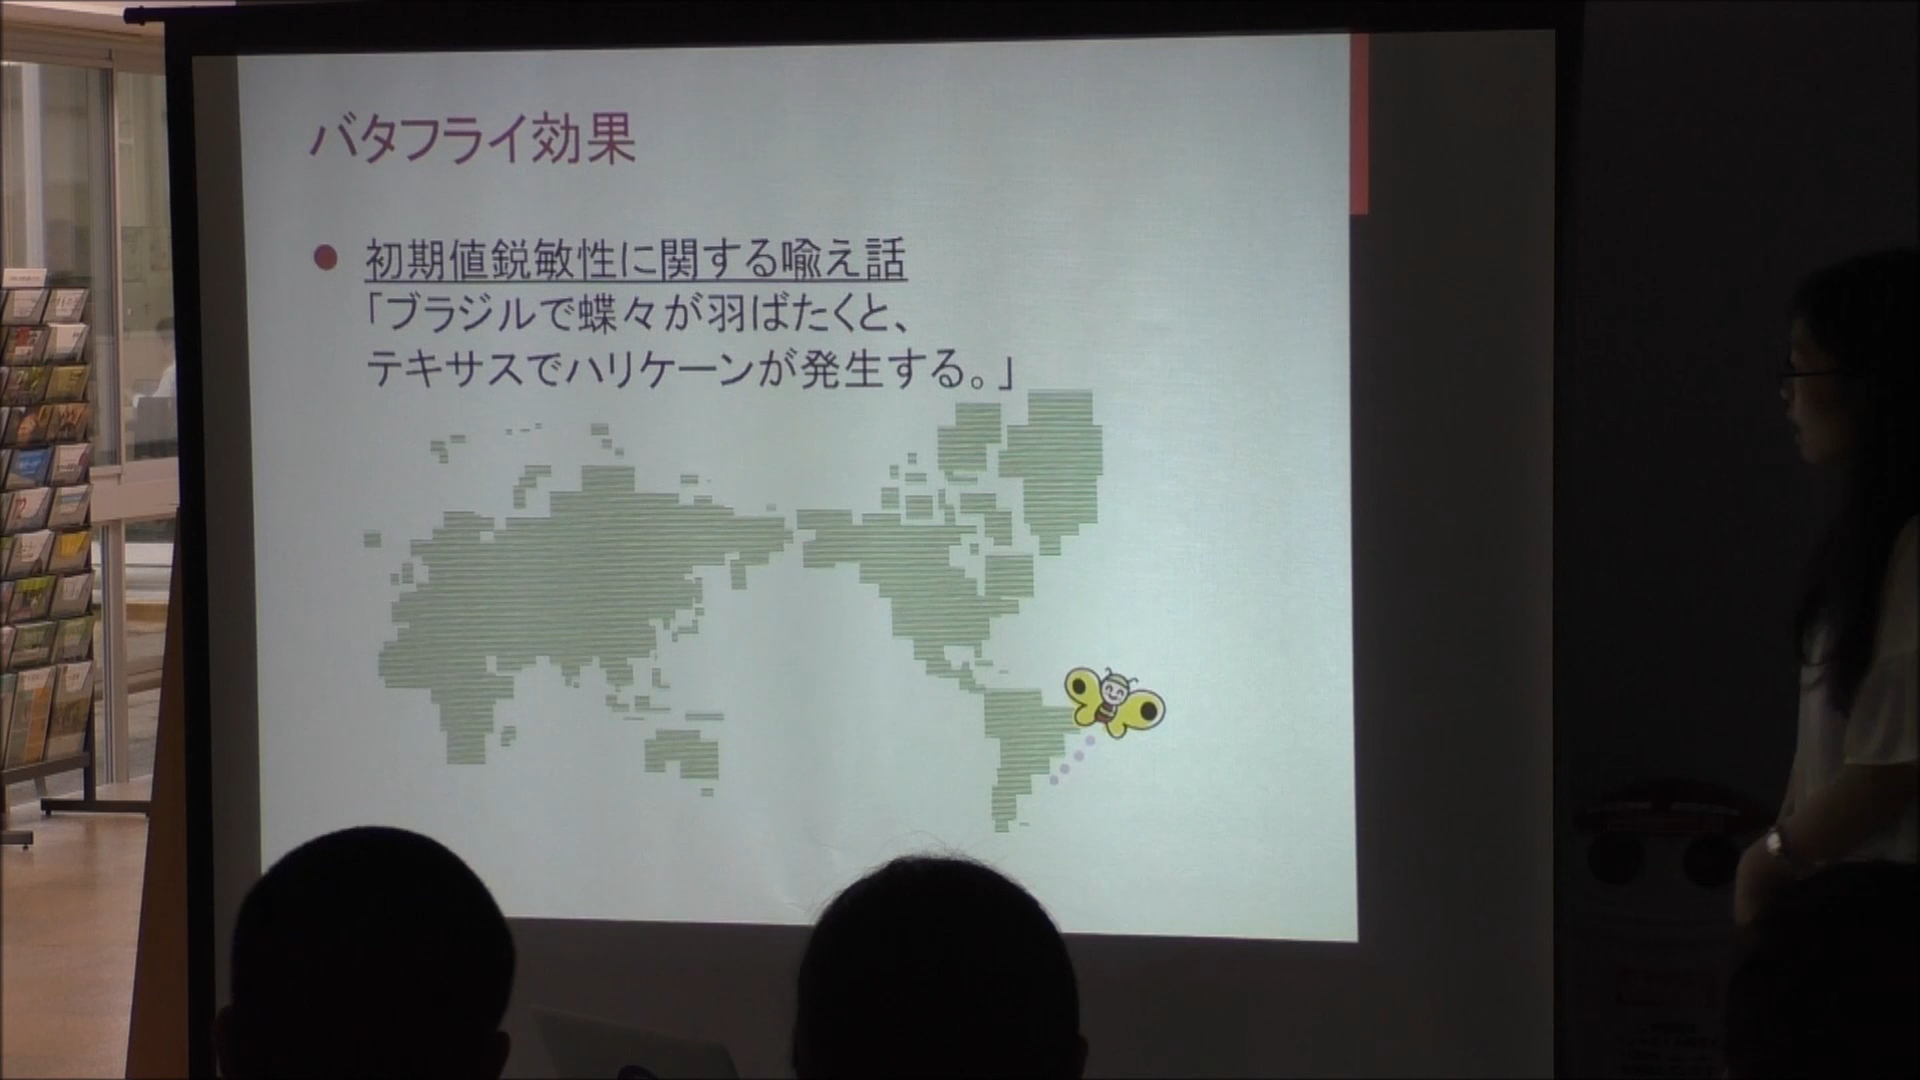 バタフライ効果
初期値鋭敏性に関する喩え話
「ブラジルで蝶々が羽ばたくと、
テキサスでハリケーンが発生する。」